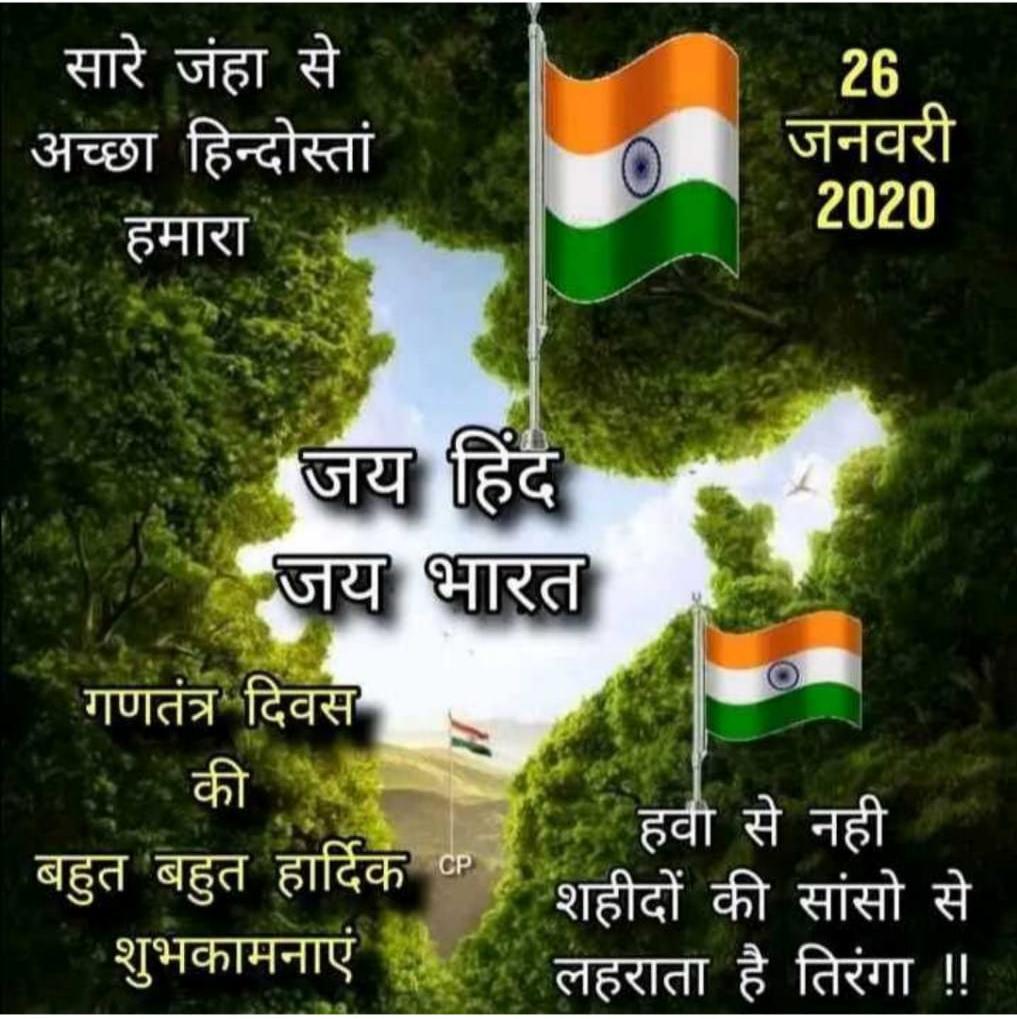 सारे जंहा से
अच्छा हिन्दोस्तां
हमारा
26
जनवरी
2020
जय हिंद
जय भारत
गणतंत्र दिवस
की
बहुत बहुत हार्दिक
शुभकामनाएं
CP
हवा से नही
शहीदों की सांसो से
लहराता है तिरंगा !!